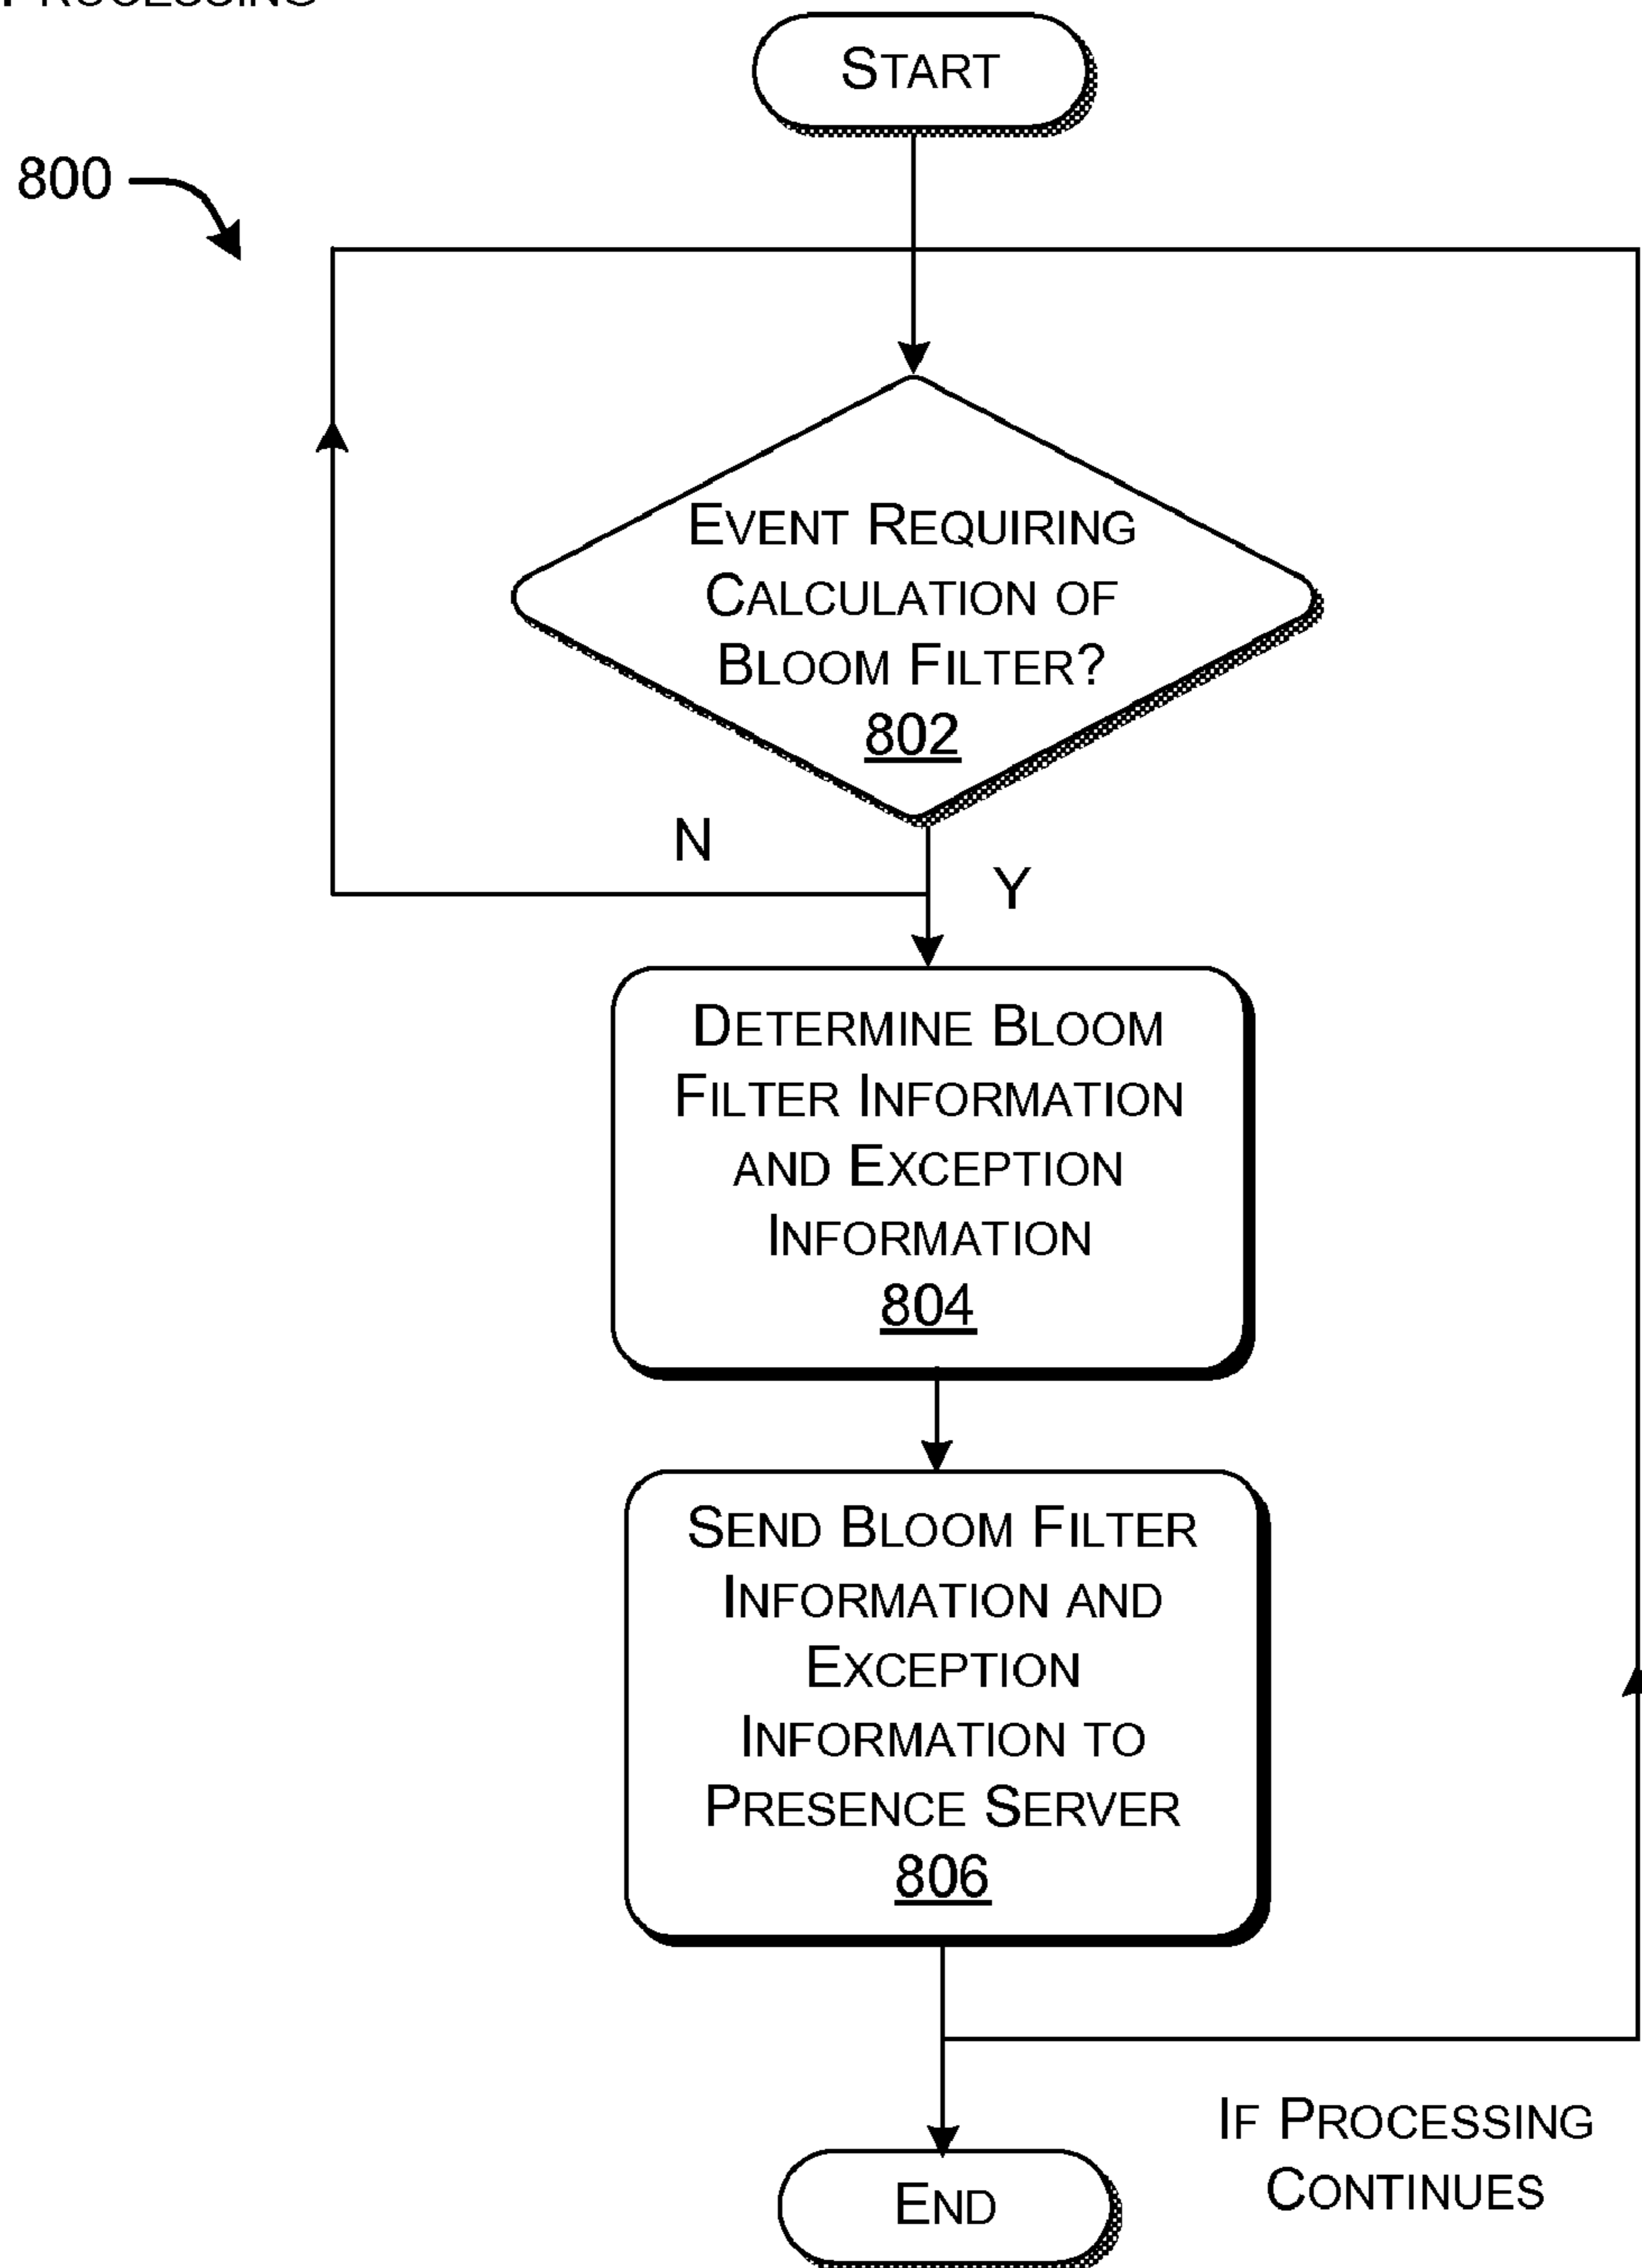 START
800
EVENT REQUIRING
CALCULATION OF
BLOOM FILTER?
802
N
Y
DETERMINE BLOOM
FILTER INFORMATION
AND EXCEPTION
INFORMATION
804
SEND BLOOM FILTER
INFORMATION AND
EXCEPTION
INFORMATION TO
PRESENCE SERVER
806
IF PROCESSING
CONTINUES
END